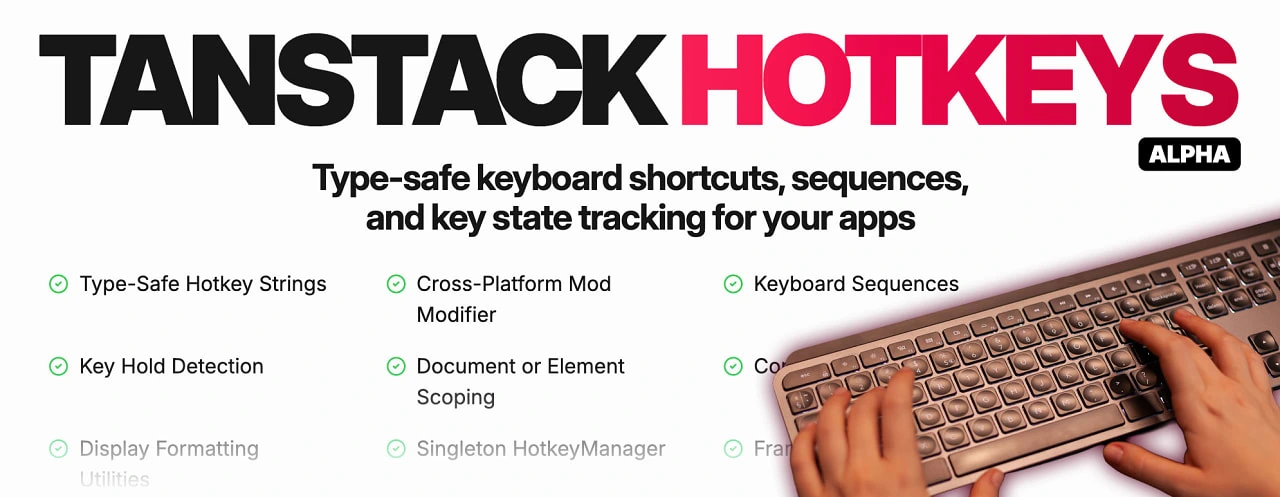 TANSTACK HOTKEYS
ALPHA
Type-safe keyboard shortcuts, sequences,
and key state tracking for your apps
Type-Safe Hotkey Strings
Cross-Platform Mod
Modifier
Keyboard Sequences
Key Hold Detection
Document or Element
Scoping
Display Formatting
Utilities
Singleton HotkeyManager